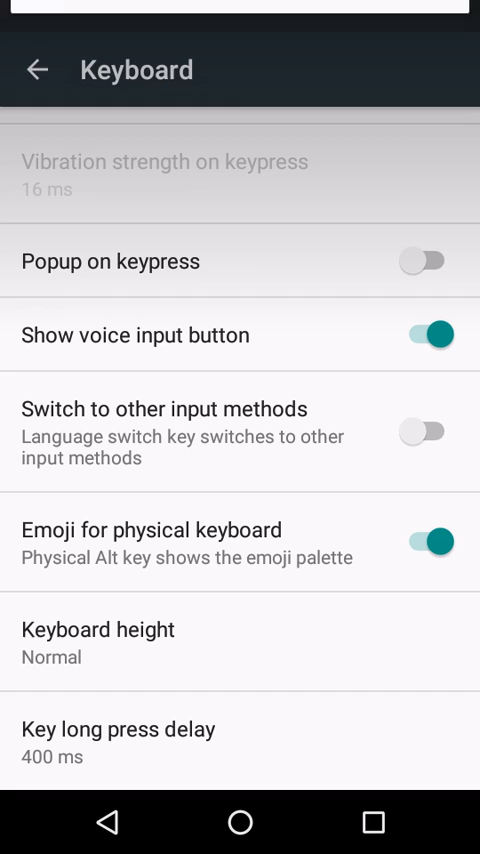 Keyboard
Vibration strength on keypress
16 ms
Popup on keypress
Show voice input button
Switch to other input methods
Language switch key switches to other
input methods
Emoji for physical keyboard
Physical Alt key shows the emoji palette
Keyboard height
Normal
Key long press delay
400 ms